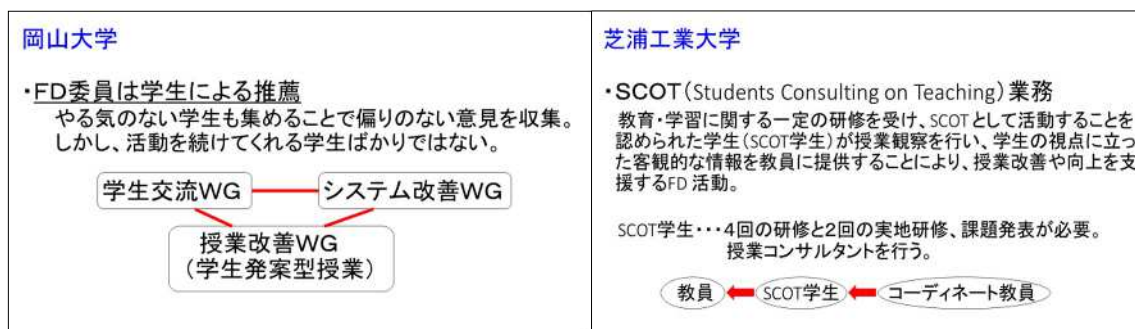 岡山大学
・FD委員は学生による推薦
やる気のない学生も集めることで偏りのない意見を収集。
しかし、活動を続けてくれる学生ばかりではない。
学生交流WG
システム改善WG
授業改善WG
(学生発案型授業)
芝浦工業大学
・SCOT(Students Consulting on Teaching)業務
教育・学習に関する一定の研修を受け、SCOTとして活動することを
認められた学生(SCOT学生)が授業観察を行い、学生の視点に立っ
た客観的な情報を教員に提供することにより、授業改善や向上を支
援するFD活動。
SCOT学生・・・4回の研修と2回の実地研修、課題発表が必要。
授業コンサルタントを行う。
教員
SCOT学生
コーディネート教員